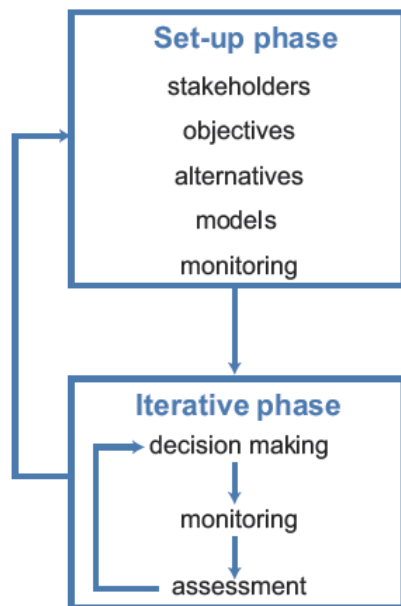 Set-up phase
stakeholders
objectives
alternatives
models
monitoring
Iterative phase
decision making
monitoring
assessment